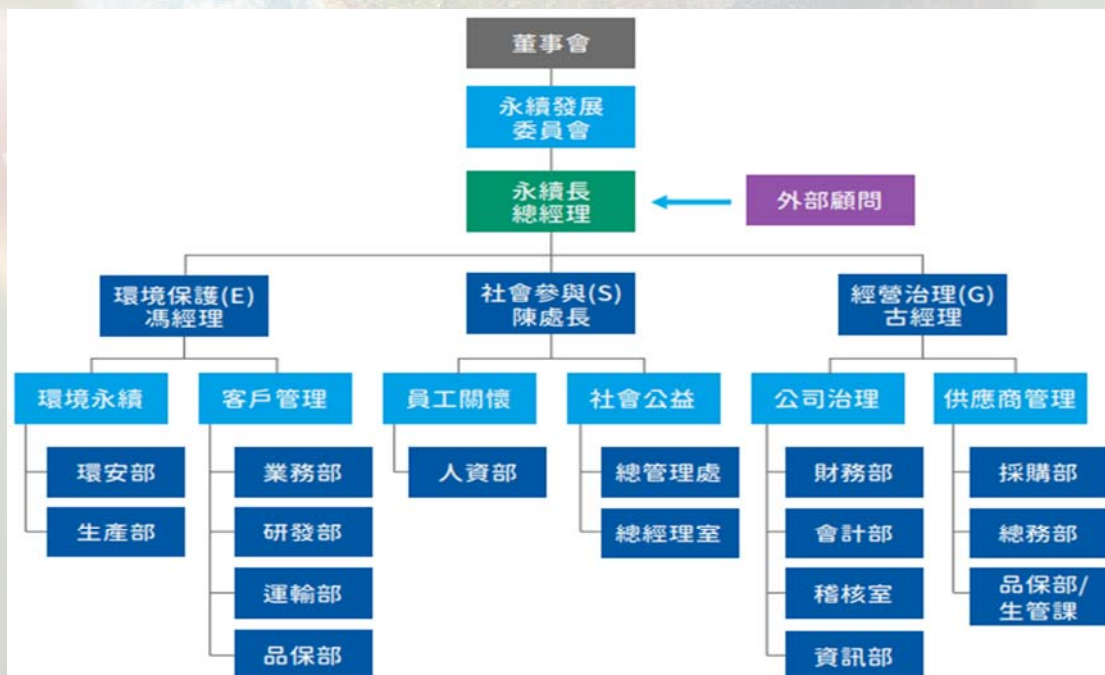 董事會
永續發展
委員會
永續長
總經理
外部顧問
環境保護(E)
馮經理
社會參與(S)
陳處長
經營治理(G)
古經理
環境永續
客戶管理
員工關懷
社會公益
公司治理
供應商管理
環安部
生產部
業務部
研發部
運輸部
品保部
人資部
總管理處
總經理室
財務部
會計部
稽核室
資訊部
採購部
總務部
品保部/
生管課